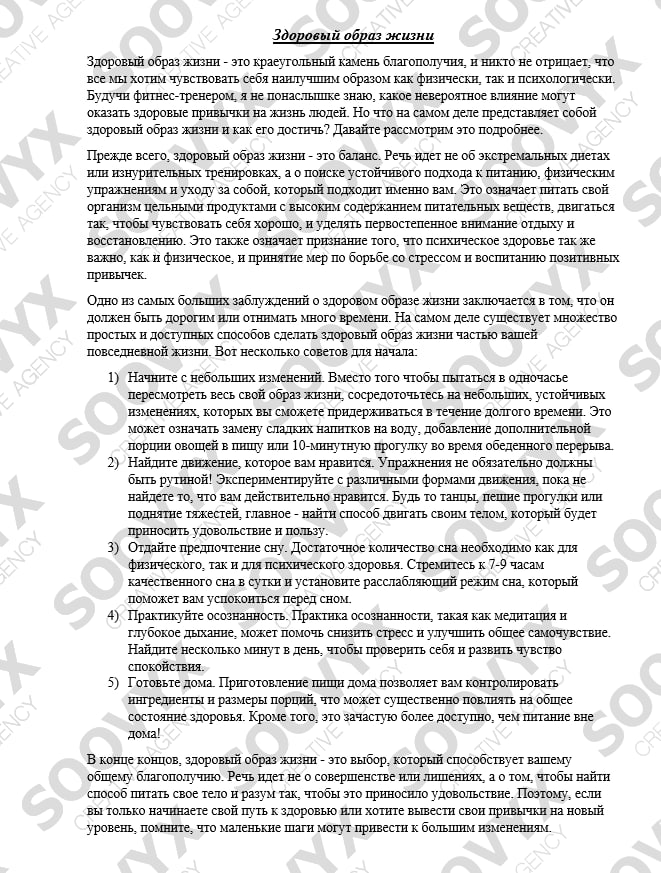 Здоровый образ жизни
Здоровый образ жизни - это краеугольный камень благополучия, и никто не отрицает, что
все мы хотим чувствовать себя наилучшим образом как физически, так и психологически.
Будучи фитнес-тренером, я не понаслышке знаю, какое невероятное влияние могут
оказать здоровые привычки на жизнь людей. Но что на самом деле представляет собой
здоровый образ жизни и как его достичь? Давайте рассмотрим это подробнее.
Прежде всего, здоровый образ жизни - это баланс. Речь идет не об экстремальных диетах
или изнурительных тренировках, а о поиске устойчивого подхода к питанию, физическим
упражнениям и уходу за собой, который подходит именно вам. Это означает питать свой
организм цельными продуктами с высоким содержанием питательных веществ, двигаться
так, чтобы чувствовать себя хорошо, и уделять первостепенное внимание отдыху и
восстановлению. Это также означает признание того, что психическое здоровье так же
важно, как и физическое, и принятие мер по борьбе со стрессом и воспитанию позитивных
привычек.
Одно из самых больших заблуждений о здоровом образе жизни заключается в том, что он
должен быть дорогим или отнимать много времени. На самом деле существует множество
простых и доступных способов сделать здоровый образ жизни частью вашей
повседневной жизни. Вот несколько советов для начала:
1) Начните с небольших изменений. Вместо того чтобы пытаться в одночасье
пересмотреть весь свой образ жизни, сосредоточьтесь на небольших, устойчивых
изменениях, которых вы сможете придерживаться в течение долгого времени. Это
может означать замену сладких напитков на воду, добавление дополнительной
порции овощей в пищу или 10-минутную прогулку во время обеденного перерыва.
2) Найдите движение, которое вам нравится. Упражнения не обязательно должны
быть рутиной! Экспериментируйте с различными формами движения, пока не
найдете то, что вам действительно нравится. Будь то танцы, пешие прогулки или
поднятие тяжестей, главное - найти способ двигать своим телом, который будет
приносить удовольствие и пользу.
3) Отдайте предпочтение сну. Достаточное количество сна необходимо как для
физического, так и для психического здоровья. Стремитесь к 7-9 часам
качественного сна в сутки и установите расслабляющий режим сна, который
поможет вам успокоиться перед сном.
4) Практикуйте осознанность. Практика осознанности, такая как медитация и
глубокое дыхание, может помочь снизить стресс и улучшить общее самочувствие.
Найдите несколько минут в день, чтобы проверить себя и развить чувство
спокойствия.
5) Готовьте дома. Приготовление пищи дома позволяет вам контролировать
ингредиенты и размеры порций, что может существенно повлиять на общее
состояние здоровья. Кроме того, это зачастую более доступно, чем питание вне
дома!
В конце концов, здоровый образ жизни - это выбор, который способствует вашему
общему благополучию. Речь идет не о совершенстве или лишениях, а о том, чтобы найти
способ питать свое тело и разум так, чтобы это приносило удовольствие. Поэтому, если
вы только начинаете свой путь к здоровью или хотите вывести свои привычки на новый
уровень, помните, что маленькие шаги могут привести к большим изменениям.
SOOVYX
CREATIVE AGENCY